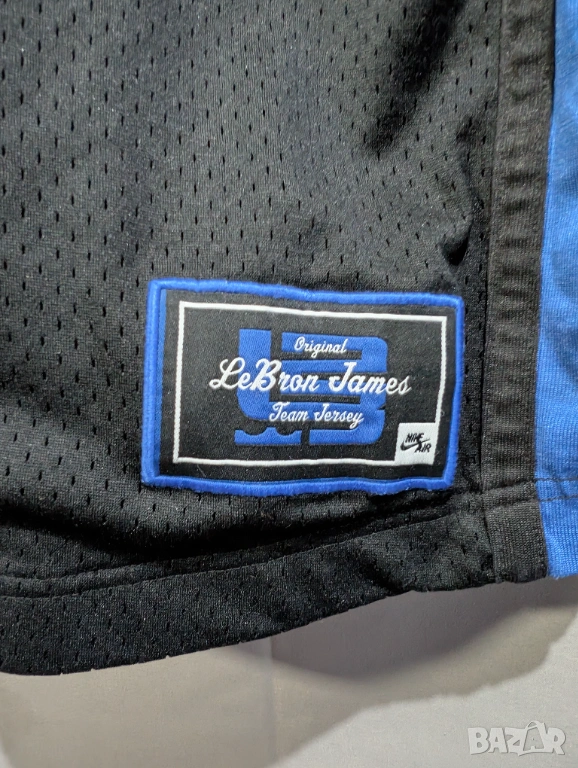 Original
LeBron James
Team Jersey
NIKE
AIR
BAZAR